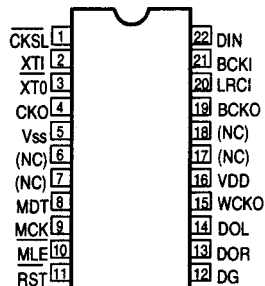 CKSL 1 22 DIN
XTI 2 21 BCKI
XT0 3 20 LRCI
CKO 4 19 BCKO
Vss 5 18 (NC)
(NC) 6 17 (NC)
(NC) 7 16 VDD
MDT 8 15 WCKO
MCK 9 14 DOL
MLE 10 13 DOR
RST 11 12 DG